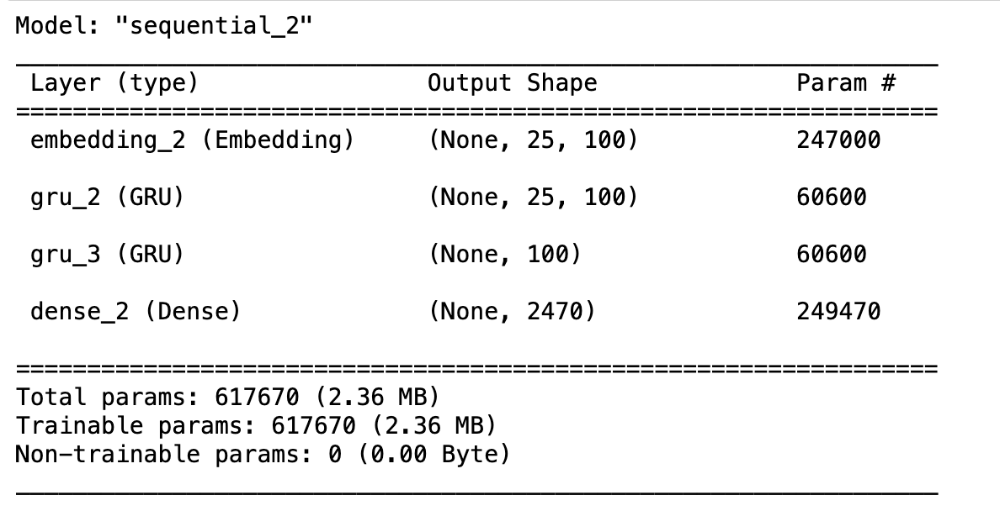 Model: "sequential_2"
_________________________________________________________________
Layer (type) Output Shape Param #
=================================================================
embedding_2 (Embedding) (None, 25, 100) 247000
gru_2 (GRU) (None, 25, 100) 60600
gru_3 (GRU) (None, 100) 60600
dense_2 (Dense) (None, 2470) 249470
=================================================================
Total params: 617670 (2.36 MB)
Trainable params: 617670 (2.36 MB)
Non-trainable params: 0 (0.00 Byte)
_________________________________________________________________